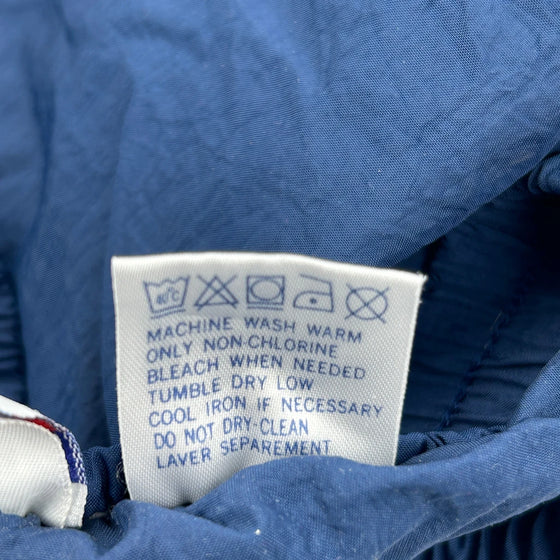 40°C
MACHINE WASH WARM
ONLY NON-CHLORINE
BLEACH WHEN NEEDED
TUMBLE DRY LOW
COOL IRON IF NECESSARY
DO NOT DRY-CLEAN
LAVER SEPAREMENT